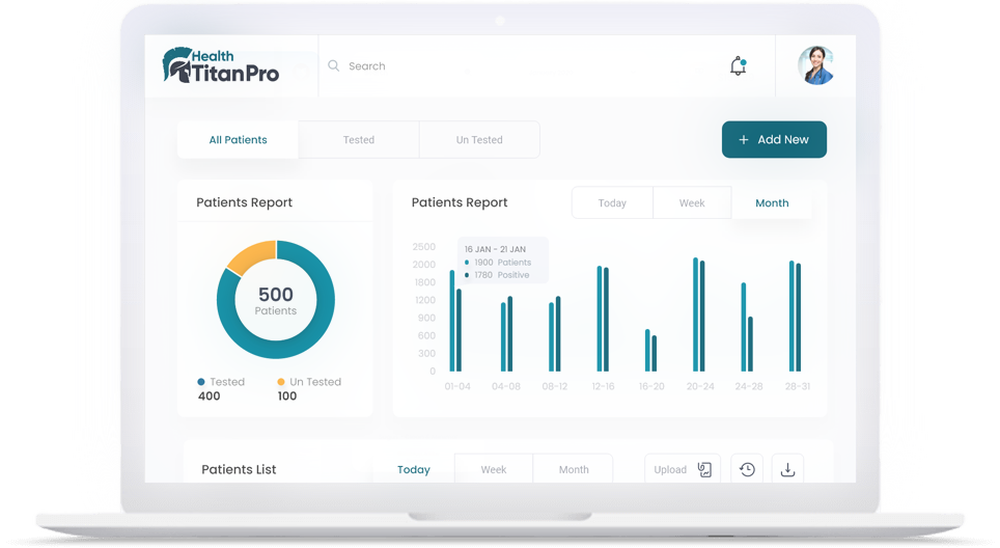 Health
TitanPro
Search
All Patients
Tested
Un Tested
+ Add New
Patients Report
500
Patients
Tested
Un Tested
400
100
Patients Report
Today
Week
Month
2500
2000
1800
1200
900
600
300
0
16 JAN - 21 JAN
1900 Patients
1780 Positive
01-04
04-08
08-12
12-16
16-20
20-24
24-28
28-31
Patients List
Today
Week
Month
Upload